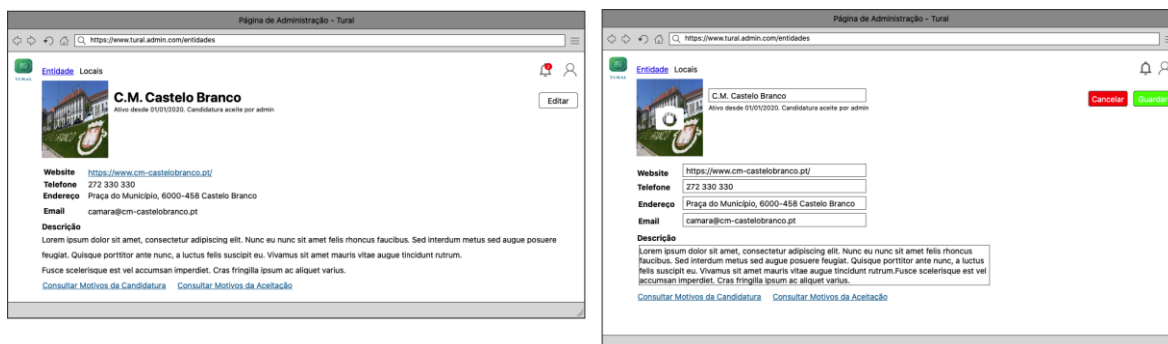 Página de Administração - Tural
https://www.tural.admin.com/entidades
TURAL
Entidade Locais
2
C.M. Castelo Branco
Ativo desde 01/01/2020. Candidatura aceite por admin
Editar
Website https://www.cm-castelobranco.pt/
Telefone 272 330 330
Endereço Praça do Município, 6000-458 Castelo Branco
Email camara@cm-castelobranco.pt
Descrição
Lorem ipsum dolor sit amet, consectetur adipiscing elit. Nunc eu nunc sit amet felis rhoncus faucibus. Sed interdum metus sed augue posuere
feugiat. Quisque porttitor ante nunc, a luctus felis suscipit eu. Vivamus sit amet mauris vitae augue tincidunt rutrum.
Fusce scelerisque est vel accumsan imperdiet. Cras fringilla ipsum ac aliquet varius.
Consultar Motivos da Candidatura Consultar Motivos da Aceitação
Página de Administração - Tural
https://www.tural.admin.com/entidades
TURAL
Entidade Locais
C.M. Castelo Branco
Ativo desde 01/01/2020. Candidatura aceite por admin
Cancelar Guardar
Website https://www.cm-castelobranco.pt/
Telefone 272 330 330
Endereço Praça do Município, 6000-458 Castelo Branco
Email camara@cm-castelobranco.pt
Descrição
Lorem ipsum dolor sit amet, consectetur adipiscing elit. Nunc eu nunc sit amet felis rhoncus
faucibus. Sed interdum metus sed augue posuere feugiat. Quisque porttitor ante nunc, a luctus
felis suscipit eu. Vivamus sit amet mauris vitae augue tincidunt rutrum.Fusce scelerisque est vel
accumsan imperdiet. Cras fringilla ipsum ac aliquet varius.
Consultar Motivos da Candidatura Consultar Motivos da Aceitação